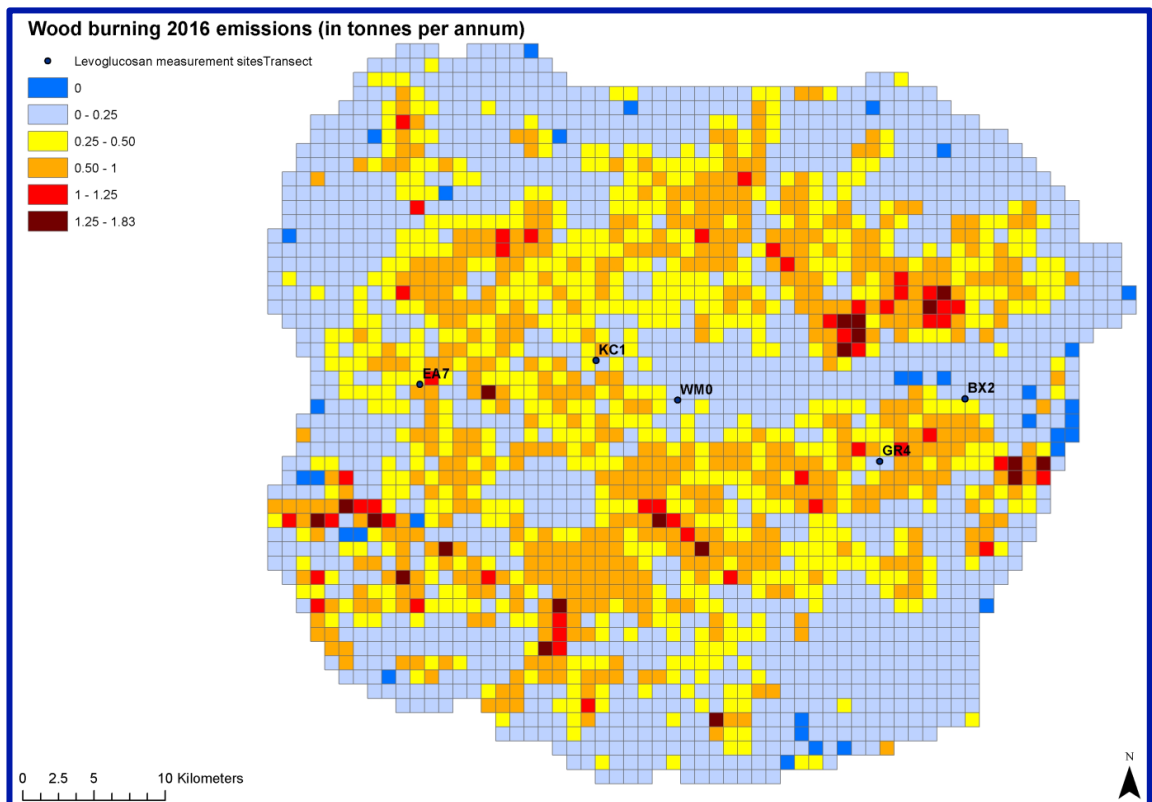 Wood burning 2016 emissions (in tonnes per annum)
Levoglucosan measurement sitesTransect
0
0 - 0.25
0.25 - 0.50
0.50 - 1
1 - 1.25
1.25 - 1.83
KC1
EA7
WM0
BX2
GR4
N
0 2.5 5 10 Kilometers